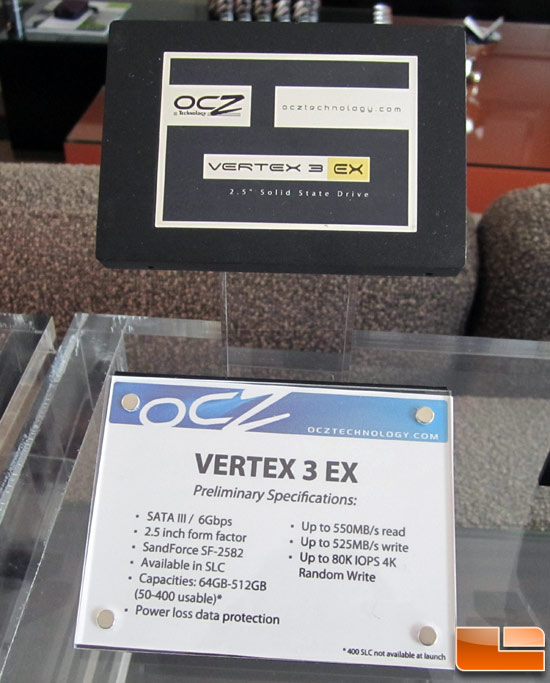 OCZ
Technology
ocztechnology.com
VERTEX 3 EX
2.5" Solid State Drive
OCZ
OCZTECHNOLOGY.COM
VERTEX 3 EX
Preliminary Specifications:
• SATA III / 6Gbps
• 2.5 inch form factor
• SandForce SF-2582
• Available in SLC
• Capacities: 64GB-512GB
(50-400 usable)*
• Power loss data protection
• Up to 550MB/s read
• Up to 525MB/s write
• Up to 80K IOPS 4K
Random Write
* 400 SLC not available at launch